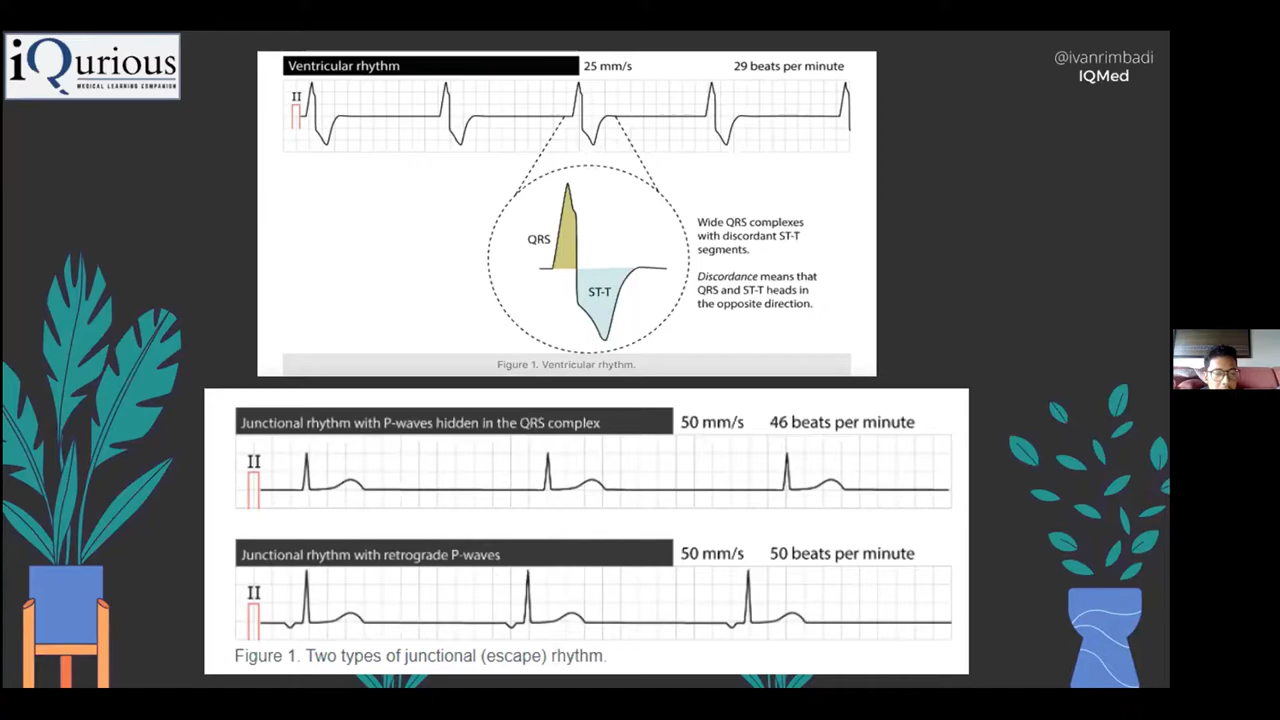 iQurious
MEDICAL LEARNING COMPANION
@ivanrimbadi
IQMed
Ventricular rhythm 25 mm/s 29 beats per minute
II
QRS
ST-T
Wide QRS complexes
with discordant ST-T
segments.
Discordance means that
QRS and ST-T heads in
the opposite direction.
Figure 1. Ventricular rhythm.
Junctional rhythm with P-waves hidden in the QRS complex 50 mm/s 46 beats per minute
II
Junctional rhythm with retrograde P-waves 50 mm/s 50 beats per minute
II
Figure 1. Two types of junctional (escape) rhythm.